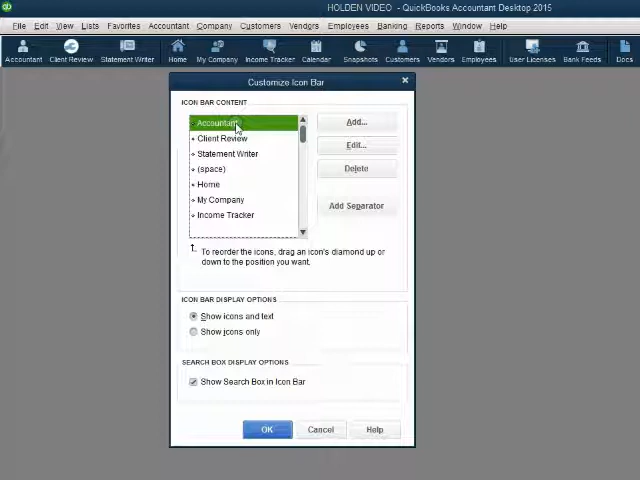 qb HOLDEN VIDEO - QuickBooks Accountant Desktop 2015
File Edit View Lists Favorites Accountant Company Customers Vendors Employees Banking Reports Window Help
Accountant Client Review Statement Writer Home My Company Income Tracker Calendar Snapshots Customers Vendors Employees User Licenses Bank Feeds Docs
Customize Icon Bar
ICON BAR CONTENT
Accountant
Client Review
Statement Writer
(space)
Home
My Company
Income Tracker
Add...
Edit...
Delete
Add Separator
To reorder the icons, drag an icon's diamond up or
down to the position you want.
ICON BAR DISPLAY OPTIONS
Show icons and text
Show icons only
SEARCH BOX DISPLAY OPTIONS
Show Search Box in Icon Bar
OK Cancel Help